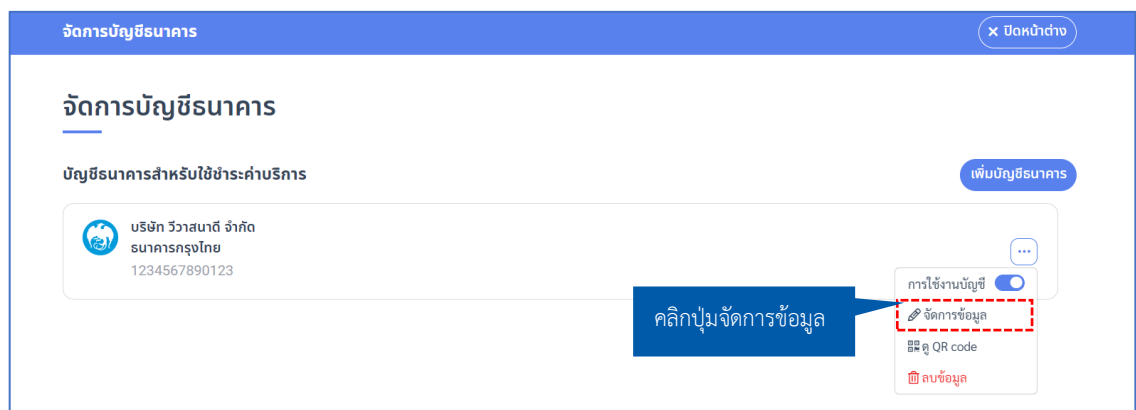 จัดการบัญชีธนาคาร
× ปิดหน้าต่าง
จัดการบัญชีธนาคาร
บัญชีธนาคารสำหรับใช้ชำระค่าบริการ
เพิ่มบัญชีธนาคาร
บริษัท วีวาสนาดี จำกัด
ธนาคารกรุงไทย
1234567890123
การใช้งานบัญชี
คลิกปุ่มจัดการข้อมูล
จัดการข้อมูล
ดู QR code
ลบข้อมูล